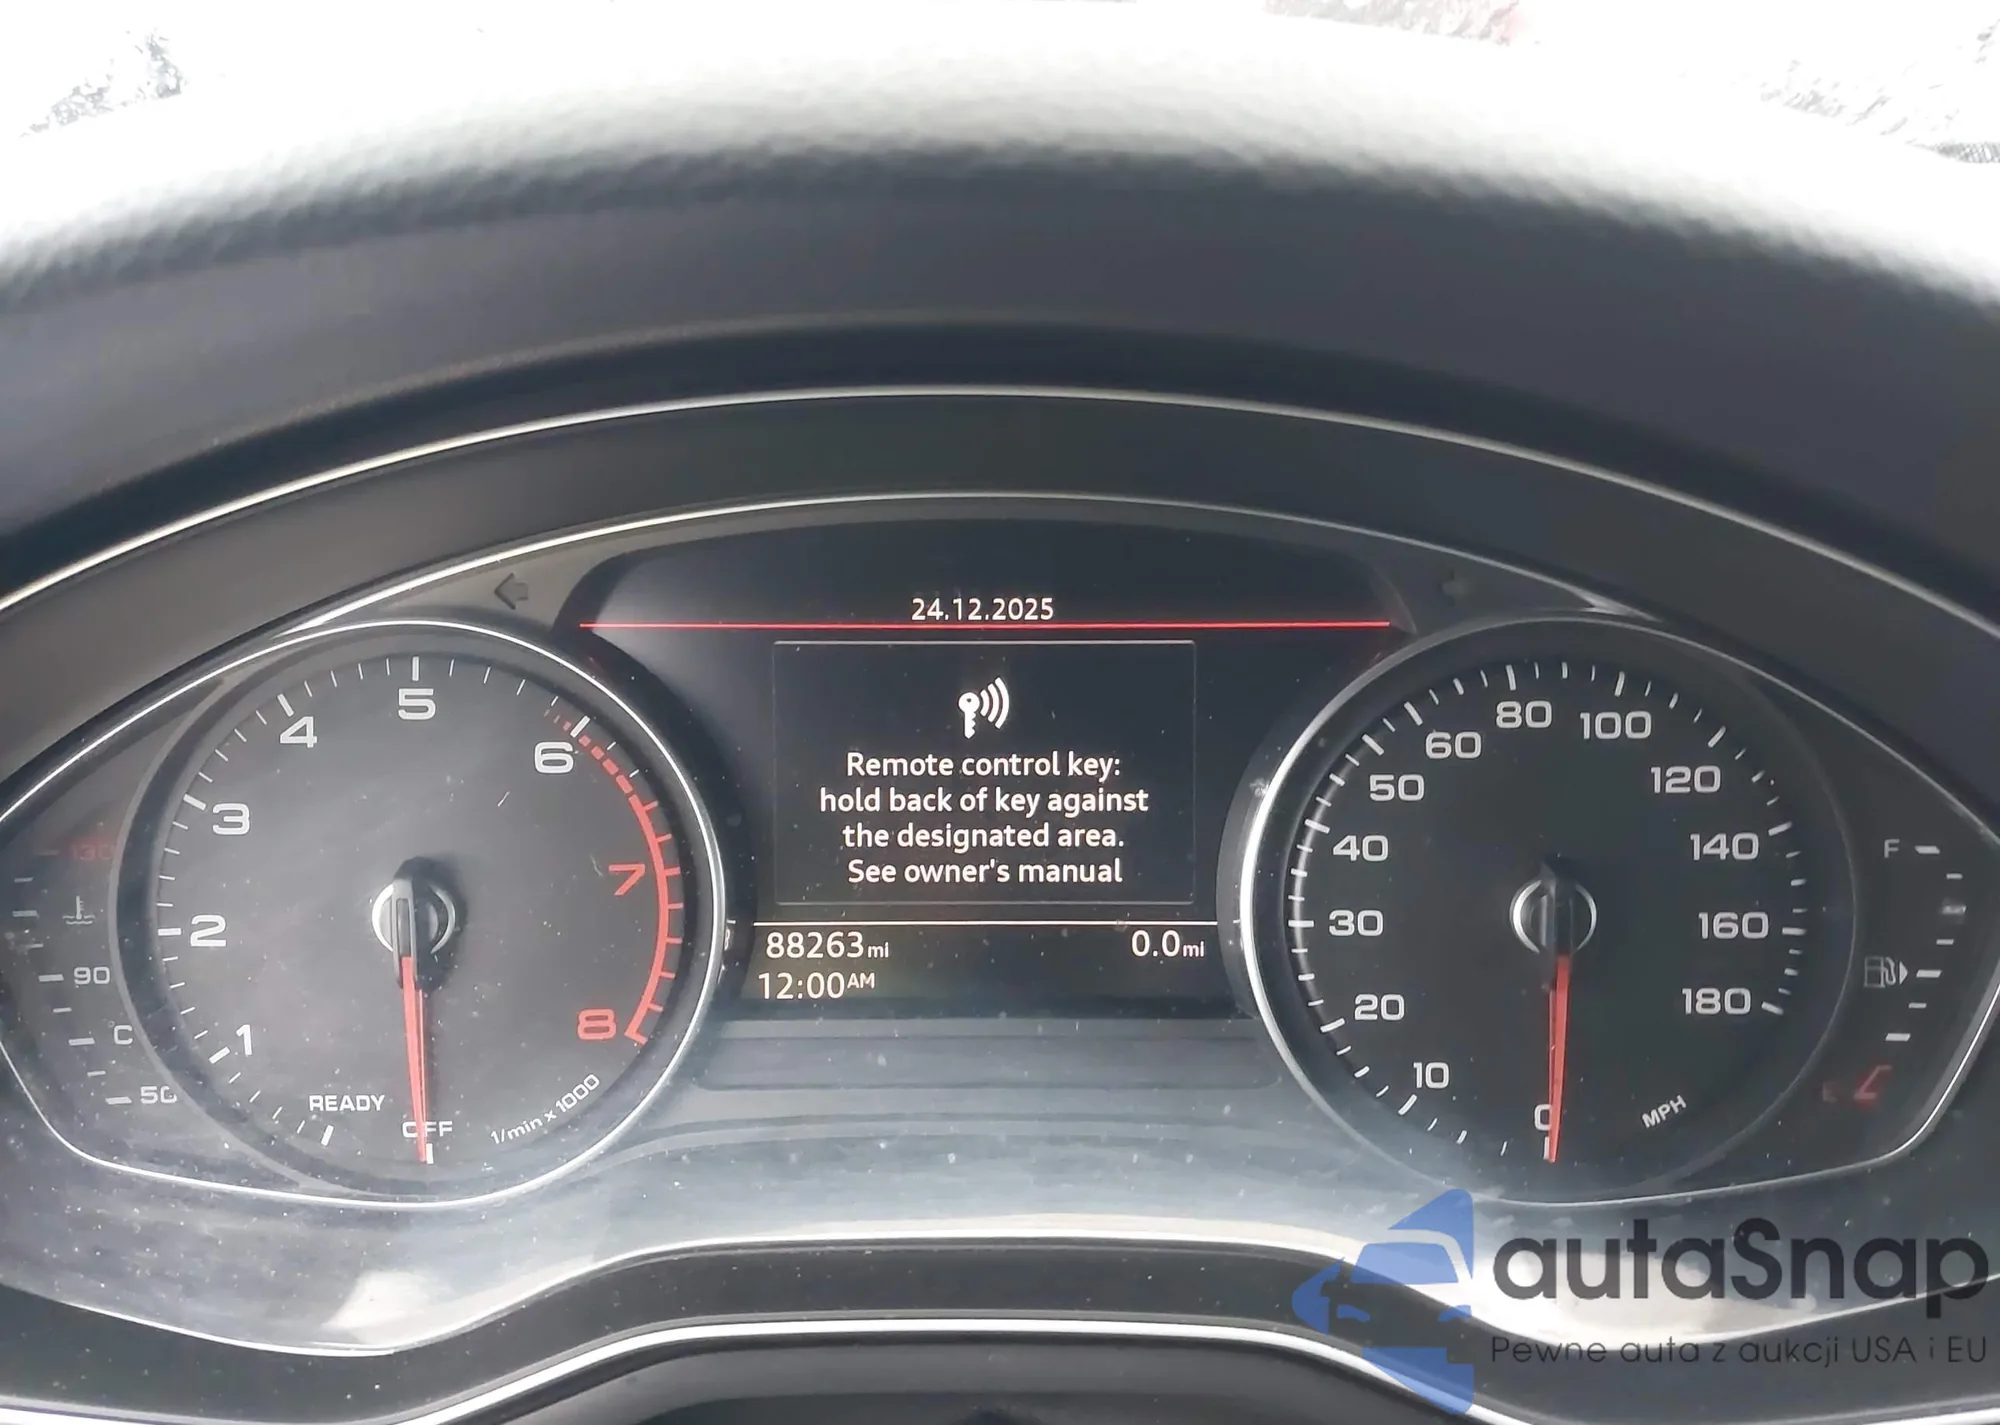 24.12.2025
Remote control key:
hold back of key against
the designated area.
See owner's manual
88263mi
0.0mi
12:00AM
1
2
3
4
5
6
7
8
READY
OFF
1/min x 1000
130
90
C
50
0
10
20
30
40
50
60
80
100
120
140
160
180
MPH
F
E
autaSnap
Pewne auta z aukcji USA i EU